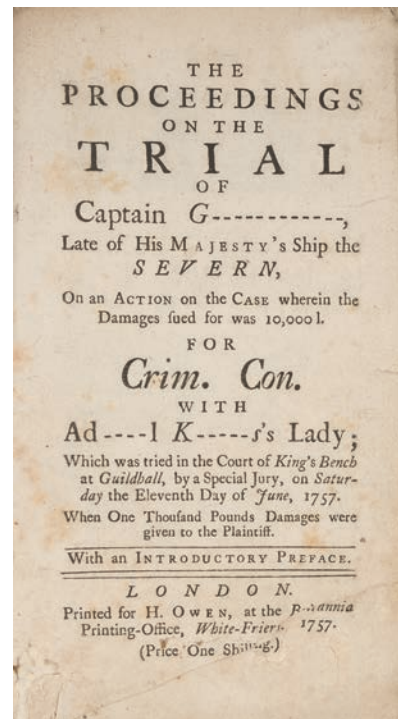 THE
PROCEEDINGS
ON THE
TRIAL
OF
Captain G------------,
Late of His MAJESTY's Ship the
SEVERN,
On an ACTION on the CASE wherein the
Damages ſued for was 10,000 l.
FOR
Crim. Con.
WITH
Ad----l K-----s's Lady;
Which was tried in the Court of King's Bench
at Guildhall, by a Special Jury, on Satur-
day the Eleventh Day of June, 1757.
When One Thouſand Pounds Damages were
given to the Plaintiff.
With an INTRODUCTORY PREFACE.
LONDON.
Printed for H. OWEN, at the
Printing-Office, White-Friers 1757.
(Price One Shilling.)